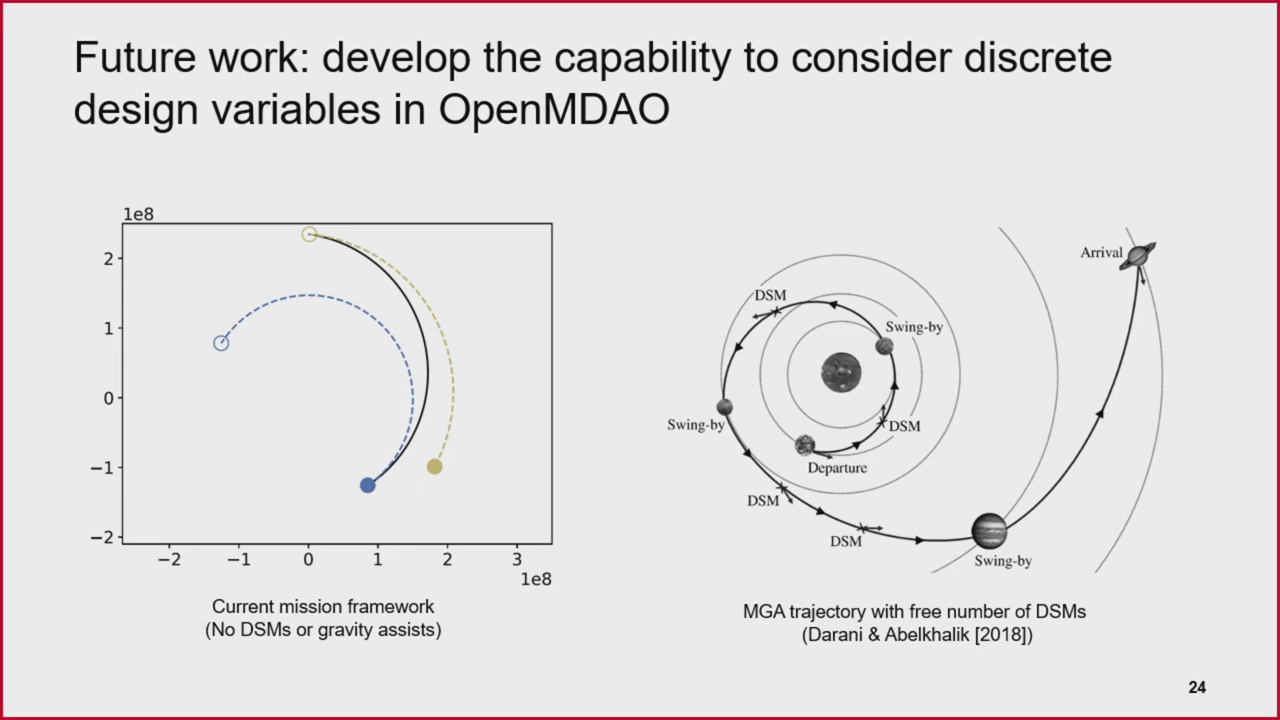 Future work: develop the capability to consider discrete
design variables in OpenMDAO
1e8
2
1
0
−1
−2
−2 −1 0 1 2 3
1e8
Current mission framework
(No DSMs or gravity assists)
Arrival
DSM
Swing-by
Swing-by
DSM
Departure
DSM
DSM
Swing-by
MGA trajectory with free number of DSMs
(Darani & Abelkhalik [2018])
24